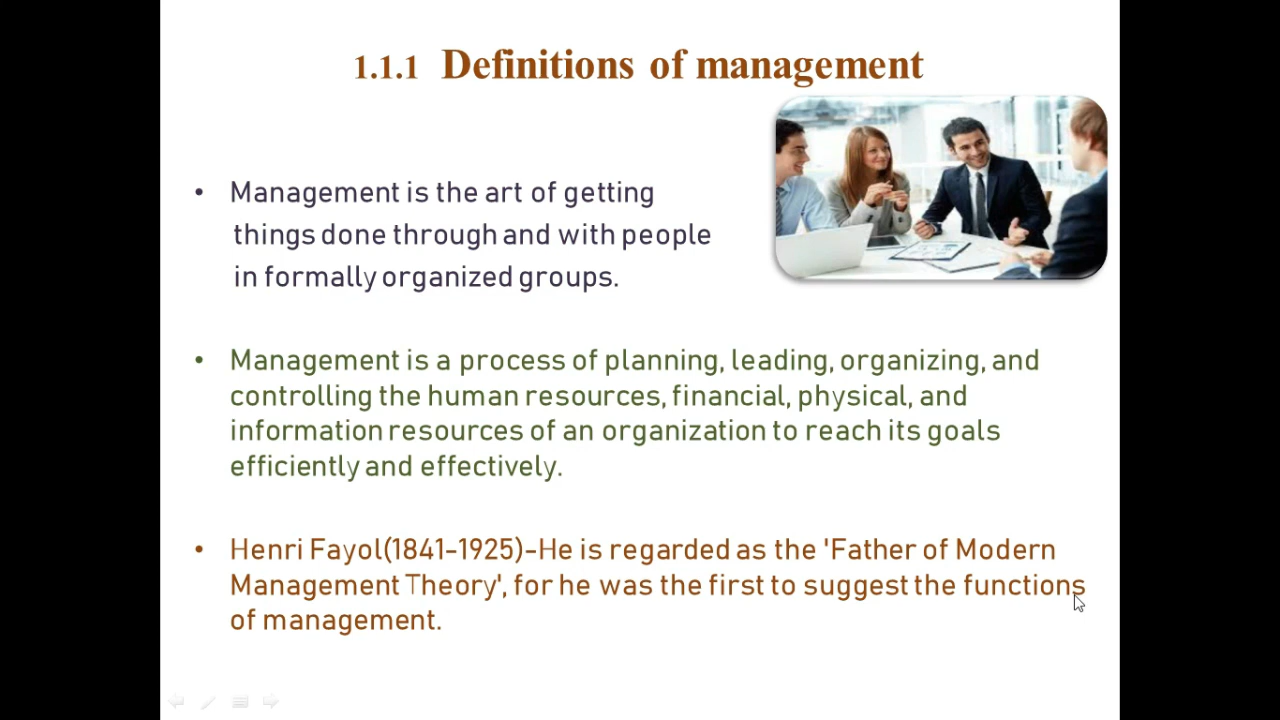 1.1.1 Definitions of management
• Management is the art of getting
things done through and with people
in formally organized groups.
• Management is a process of planning, leading, organizing, and
controlling the human resources, financial, physical, and
information resources of an organization to reach its goals
efficiently and effectively.
• Henri Fayol(1841-1925)-He is regarded as the 'Father of Modern
Management Theory', for he was the first to suggest the functions
of management.